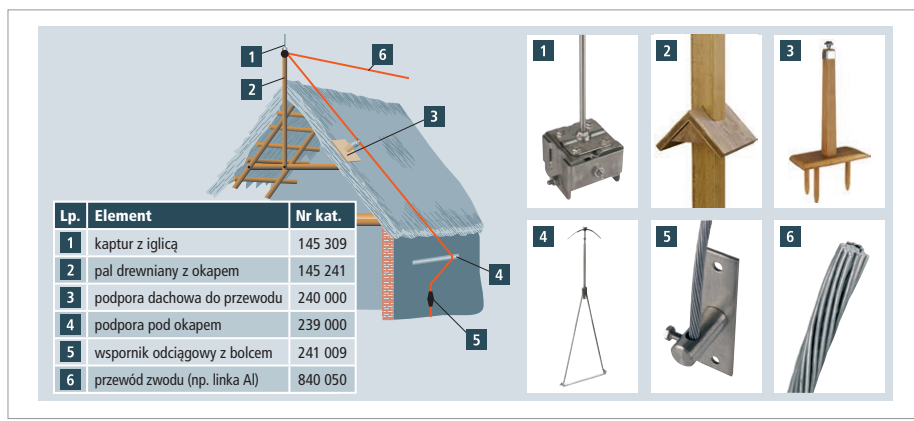 1
6
2
3
4
5
Lp. Element Nr kat.
1 kaptur z iglicą 145 309
2 pal drewniany z okapem 145 241
3 podpora dachowa do przewodu 240 000
4 podpora pod okapem 239 000
5 wspornik odciągowy z bolcem 241 009
6 przewód zwodu (np. linka Al) 840 050
1 2 3
4 5 6